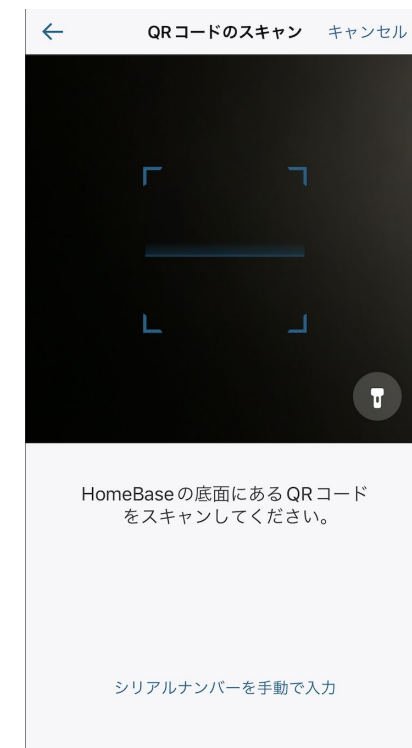 QRコードのスキャン キャンセル
HomeBaseの底面にあるQRコード
をスキャンしてください。
シリアルナンバーを手動で入力